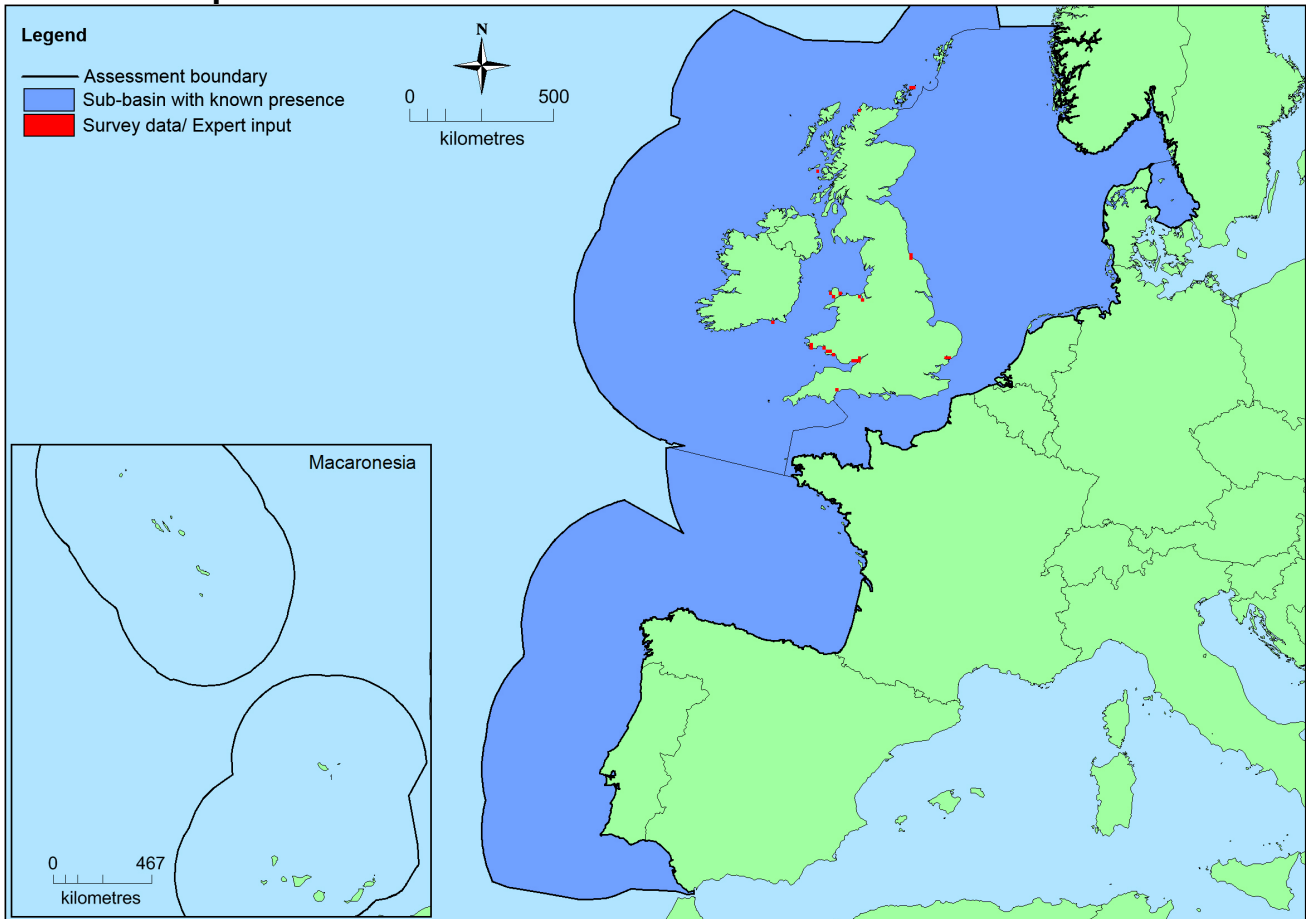 Legend
Assessment boundary
Sub-basin with known presence
Survey data/ Expert input
N
0 500
kilometres
Macaronesia
0 467
kilometres